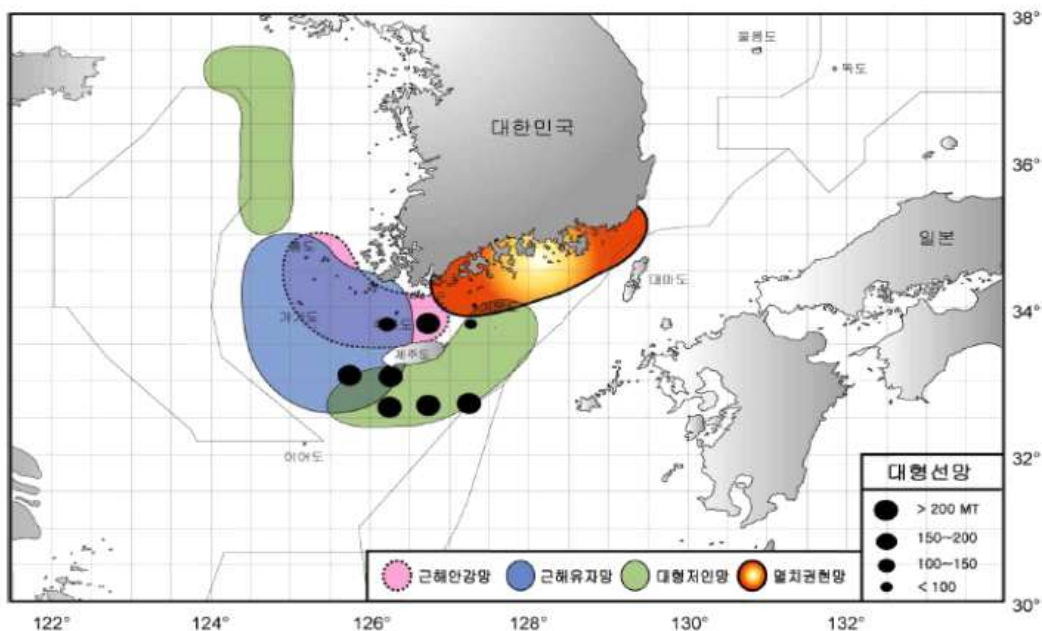 38°
울릉도
독도
대한민국
36°
홍도
일본
대마도
34°
가거도
제주도
이어도
32°
대형선망
> 200 MT
150~200
100~150
< 100
근해안강망
근해유자망
대형저인망
멸치권현망
30°
122°
124°
126°
128°
130°
132°